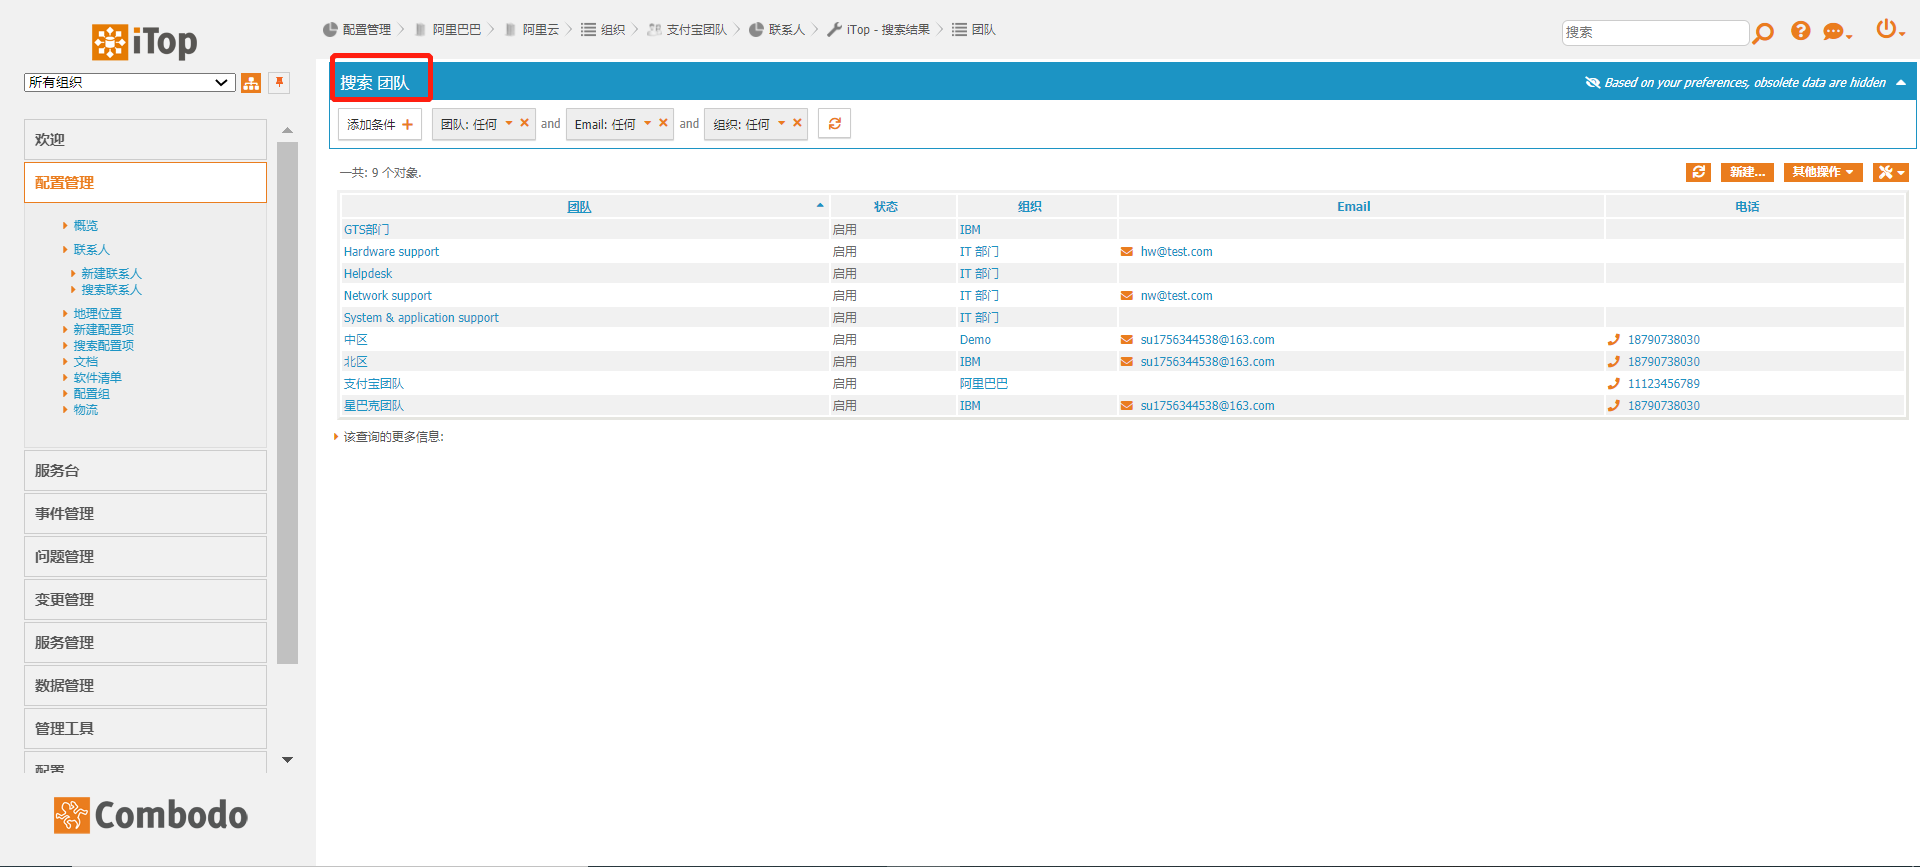 iTop
所有组织
配置管理 阿里巴巴 阿里云 组织 支付宝团队 联系人 iTop - 搜索结果 团队
搜索
搜索 团队
Based on your preferences, obsolete data are hidden
添加条件 团队: 任何 and Email: 任何 and 组织: 任何
一共: 9 个对象.
新建... 其他操作
团队 状态 组织 Email 电话
GTS部门 启用 IBM
Hardware support 启用 IT 部门 hw@test.com
Helpdesk 启用 IT 部门
Network support 启用 IT 部门 nw@test.com
System & application support 启用 IT 部门
中区 启用 Demo su1756344538@163.com 18790738030
北区 启用 IBM su1756344538@163.com 18790738030
支付宝团队 启用 阿里巴巴 11123456789
星巴克团队 启用 IBM su1756344538@163.com 18790738030
该查询的更多信息:
欢迎
配置管理
概览
联系人
新建联系人
搜索联系人
地理位置
新建配置项
搜索配置项
文档
软件清单
配置组
物流
服务台
事件管理
问题管理
变更管理
服务管理
数据管理
管理工具
配置
Combodo